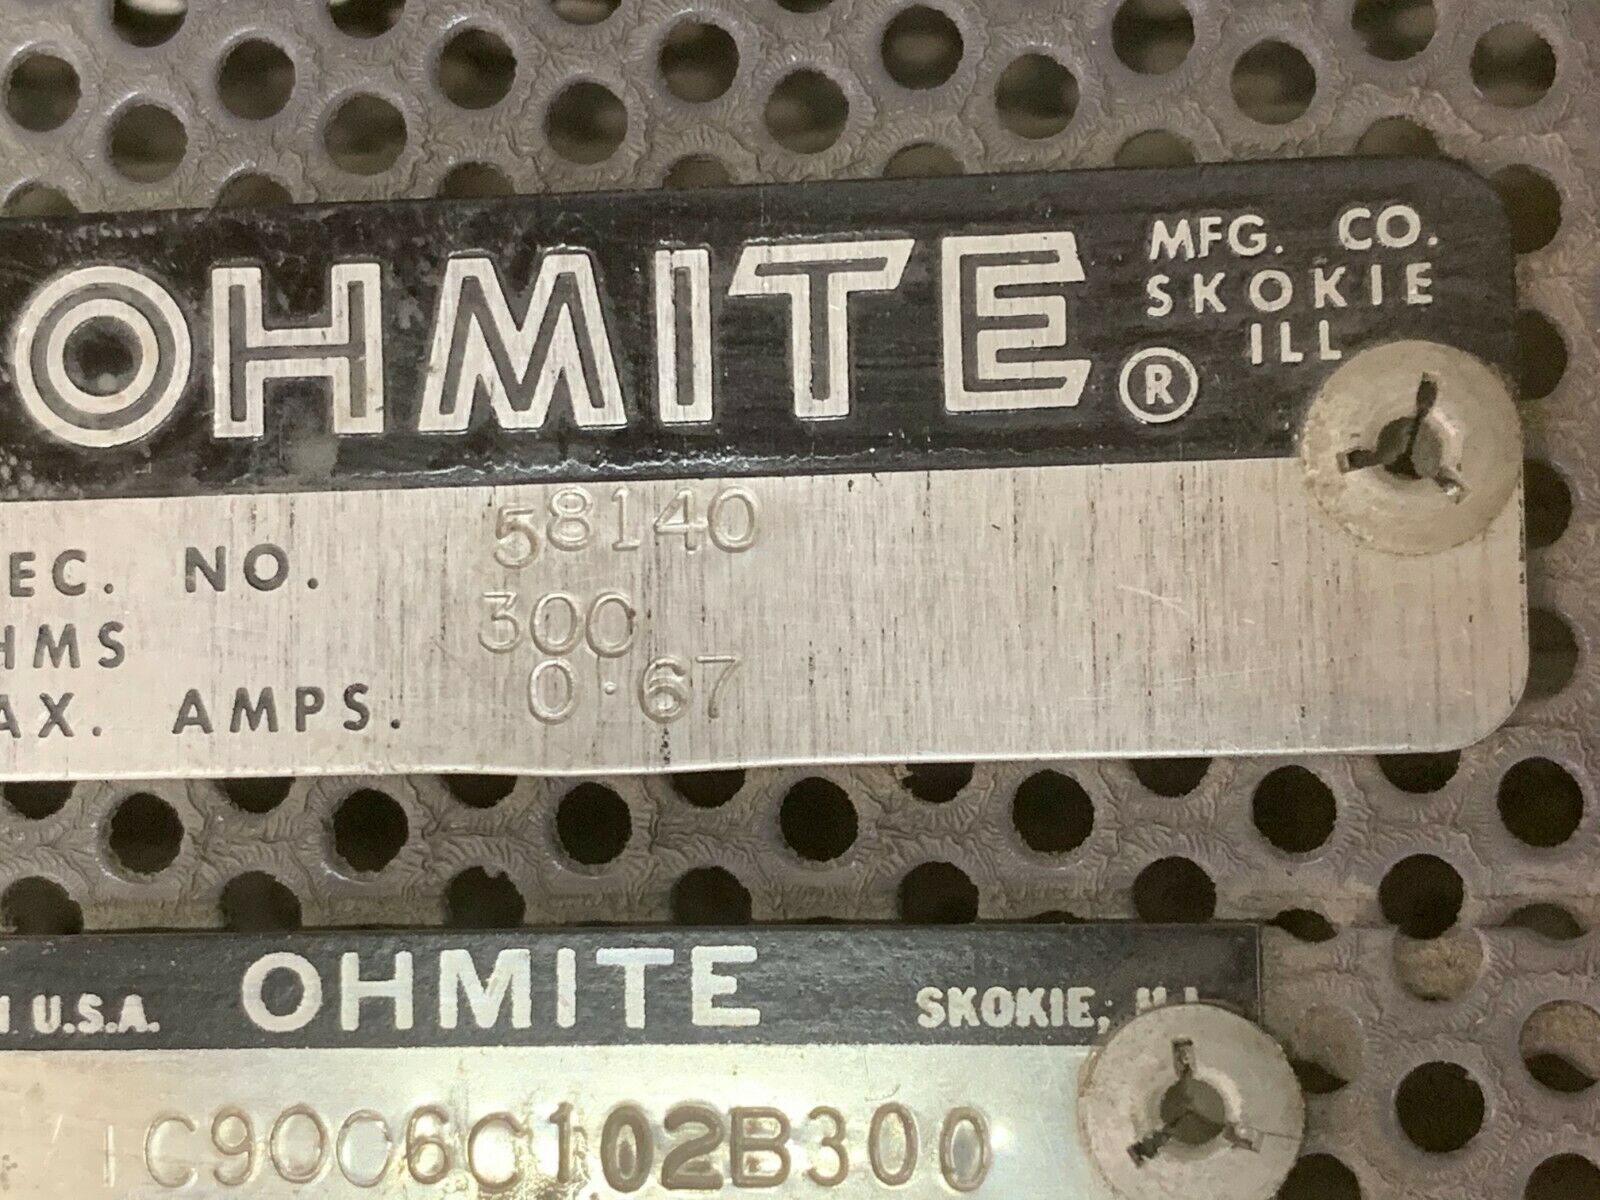 OHMITE ®
MFG. CO.
SKOKIE
ILL
EC. NO. 58140
HMS 300
AX. AMPS. 0.67
U.S.A. OHMITE SKOKIE,
C9006C102B300